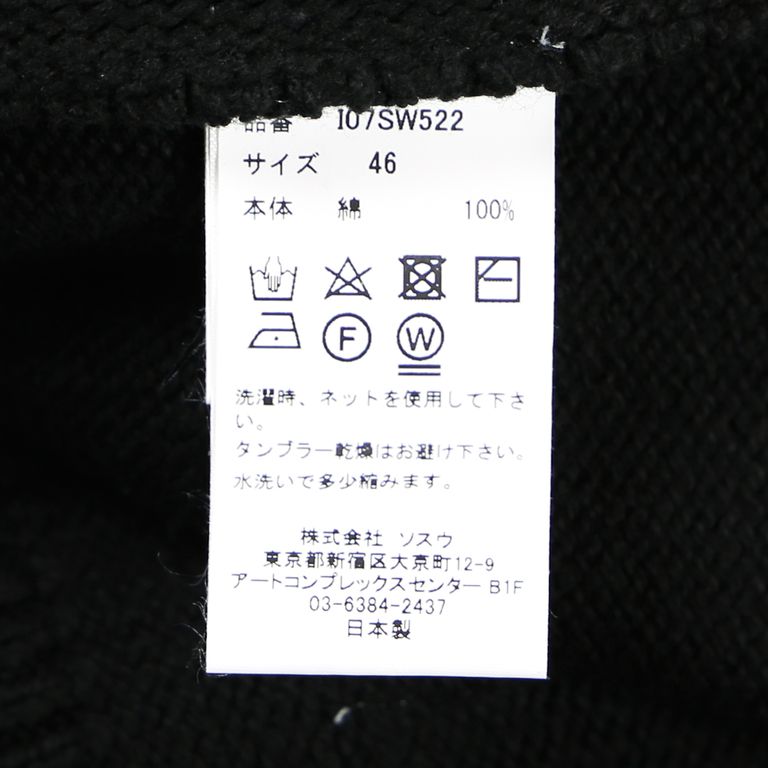 品番 I07SW522
サイズ 46
本体 綿 100%
F W
洗濯時、ネットを使用して下さ
い。
タンブラー乾燥はお避け下さい。
水洗いで多少縮みます。
株式会社 ソスウ
東京都新宿区大京町12-9
アートコンプレックスセンター B1F
03-6384-2437
日本製